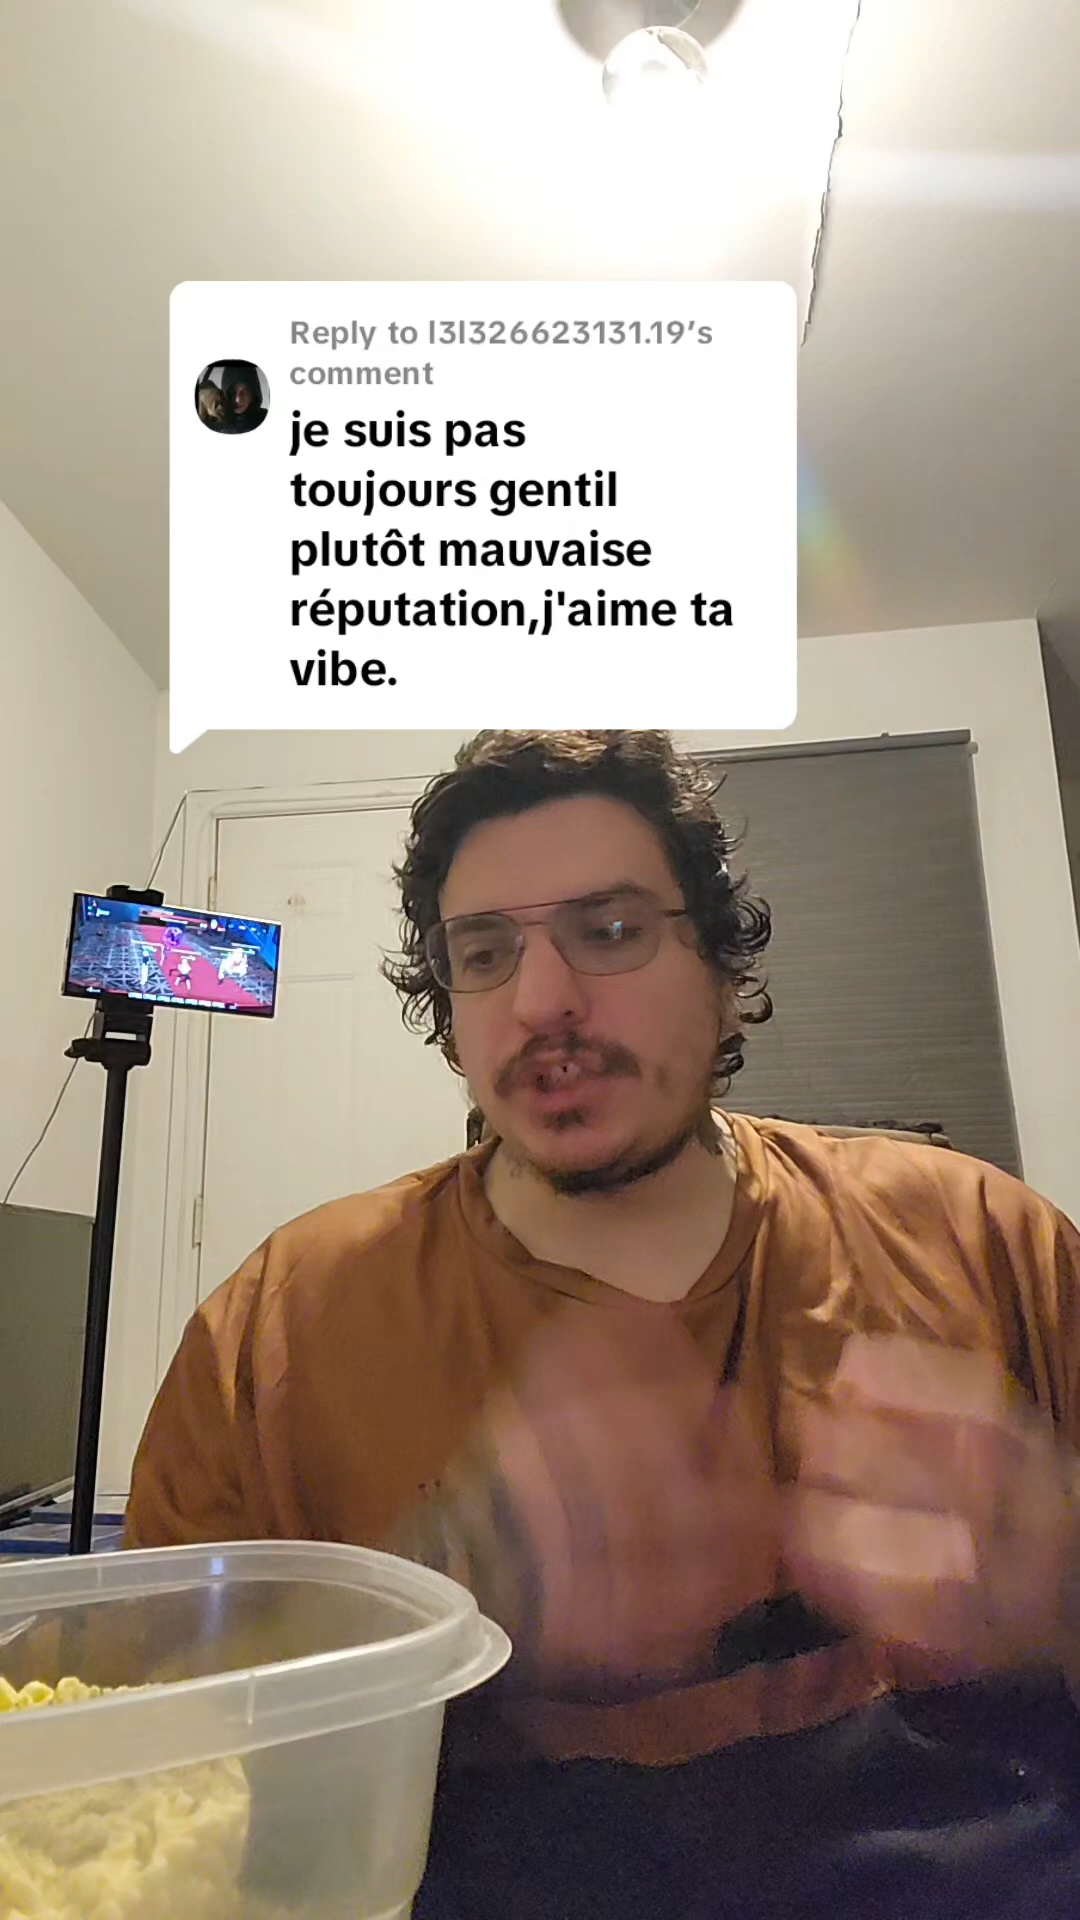 Reply to l3l326623131.19's
comment
je suis pas
toujours gentil
plutôt mauvaise
réputation,j'aime ta
vibe.